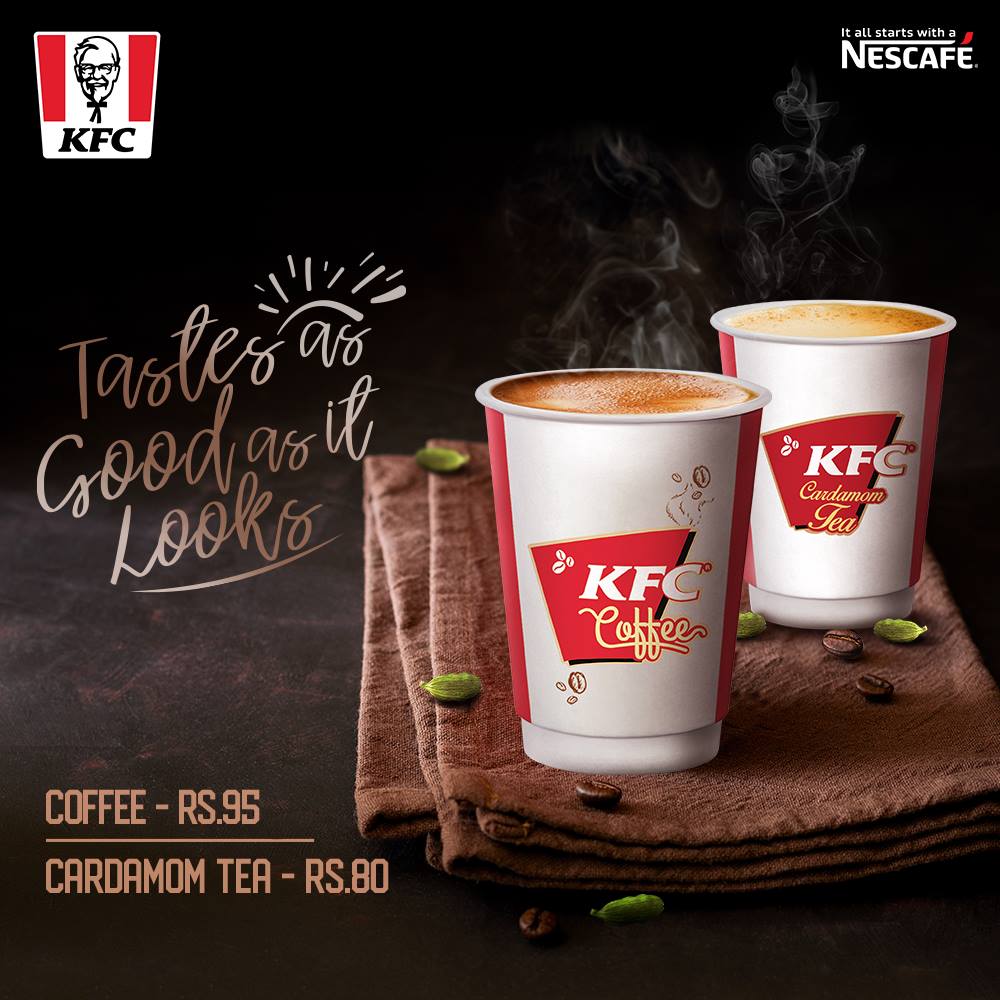 KFC
It all starts with a
NESCAFÉ.
Tastes as
Good as it
Looks
KFC
Cardamom
Tea
KFC
Coffee
COFFEE - RS.95
CARDAMOM TEA - RS.80